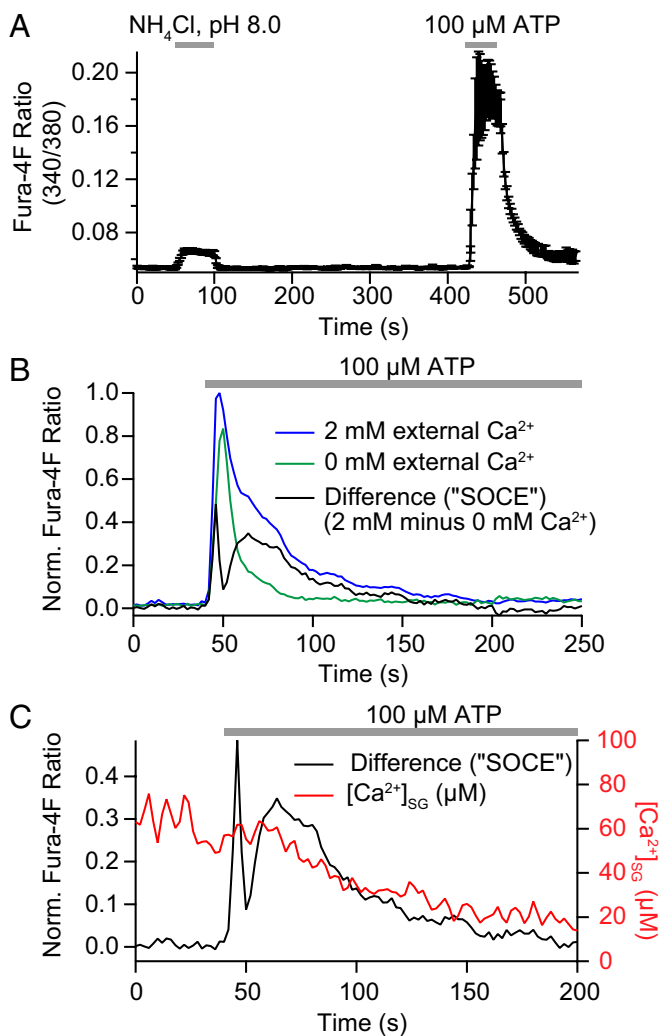 A
NH₄Cl, pH 8.0
100 µM ATP
Fura-4F Ratio
(340/380)
0.20
0.16
0.12
0.08
0 100 200 300 400 500
Time (s)
B
100 µM ATP
Norm. Fura-4F Ratio
1.0
0.8
0.6
0.4
0.2
0.0
2 mM external Ca²⁺
0 mM external Ca²⁺
Difference ("SOCE")
(2 mM minus 0 mM Ca²⁺)
0 50 100 150 200 250
Time (s)
C
100 µM ATP
Norm. Fura-4F Ratio
0.4
0.3
0.2
0.1
0.0
Difference ("SOCE")
[Ca²⁺]SG (µM)
100
80
60
40
20
0
[Ca²⁺]SG
(µM)
0 50 100 150 200
Time (s)